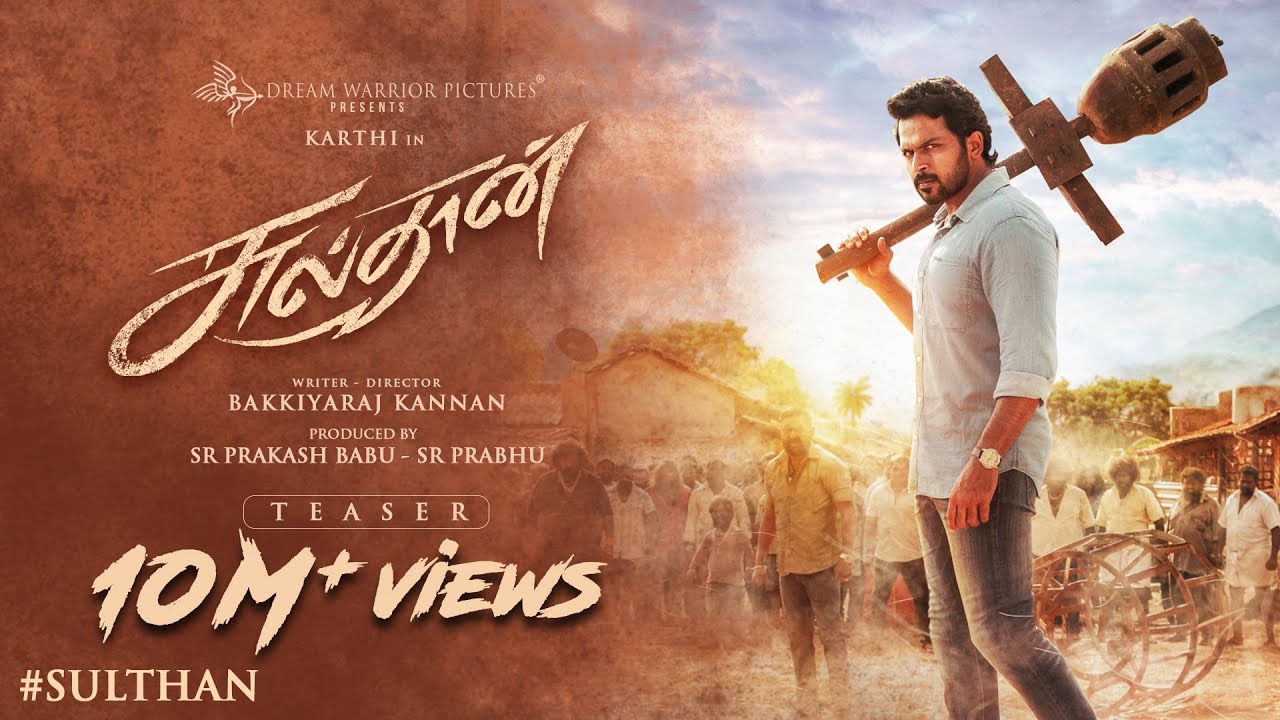 DREAM WARRIOR PICTURES®
PRESENTS
KARTHI IN
சுல்தான்
WRITER - DIRECTOR
BAKKIYARAJ KANNAN
PRODUCED BY
SR PRAKASH BABU - SR PRABHU
TEASER
10M+ VIEWS
#SULTHAN